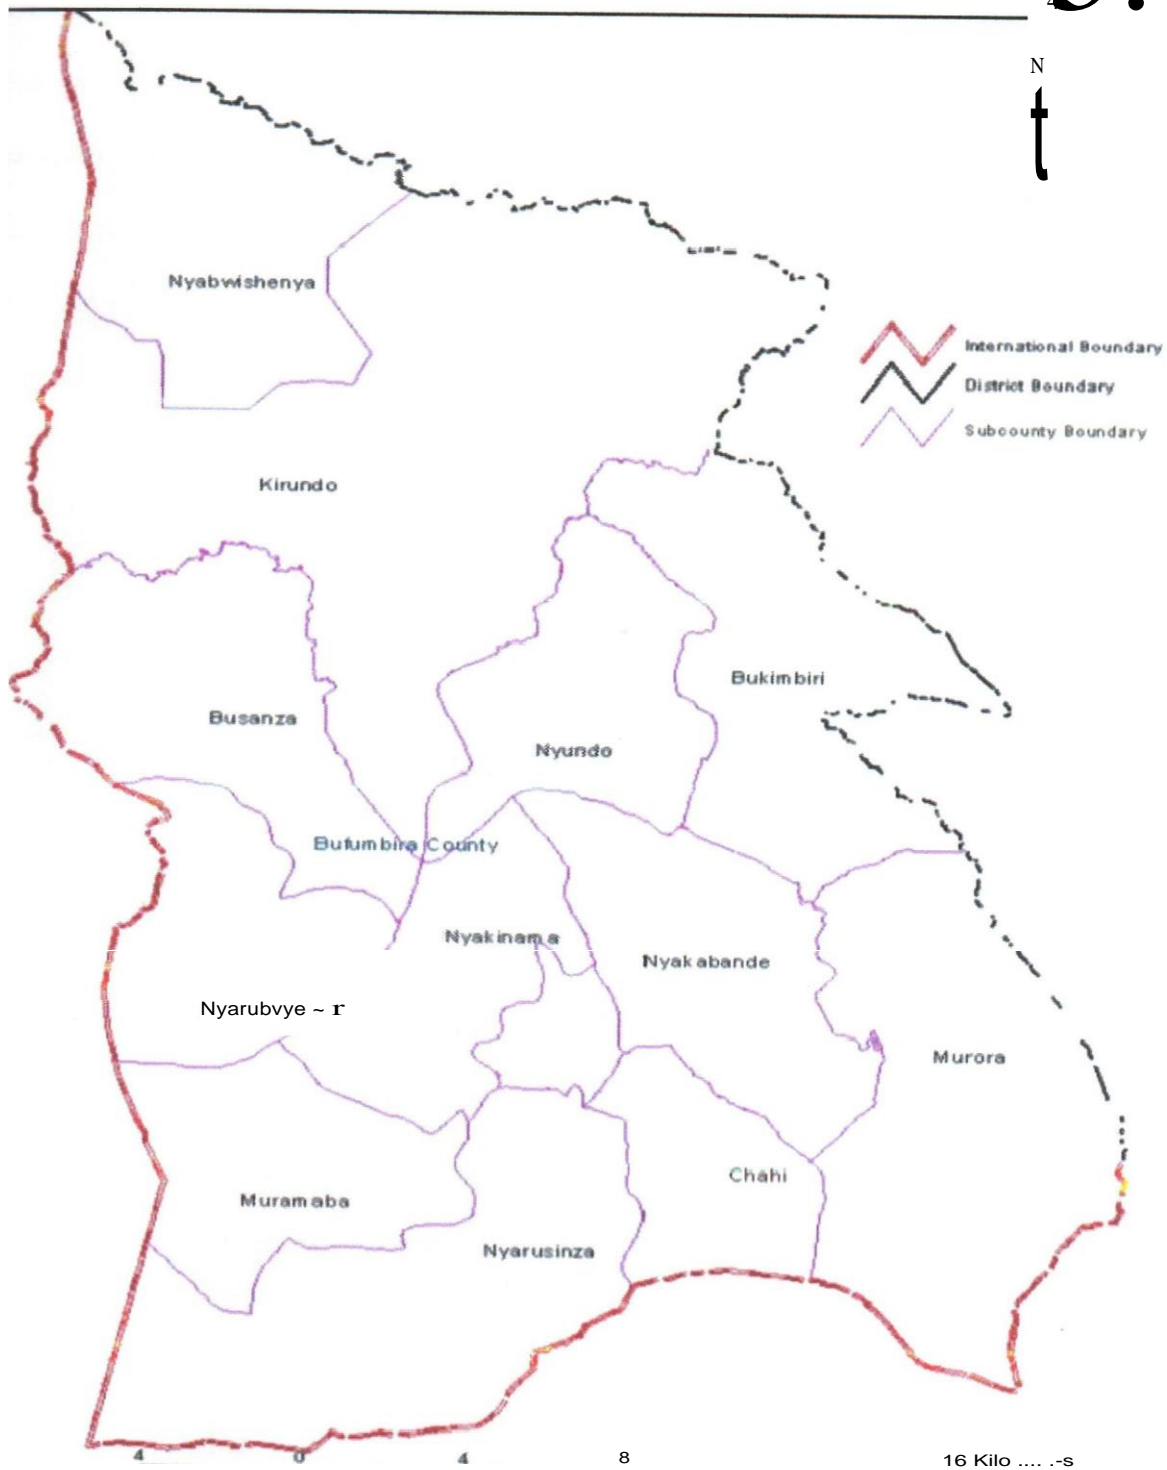 N
Nyabwishenya
International Boundary
District Boundary
Subcounty Boundary
Kirundo
Bukimbiri
Busanza
Nyundo
Bufumbira County
Nyakinama
Nyakabande
Nyarubvye ~ r
Murora
Chahi
Muramaba
Nyarusinza
4 0 4 8 16 Kilo .... .-s